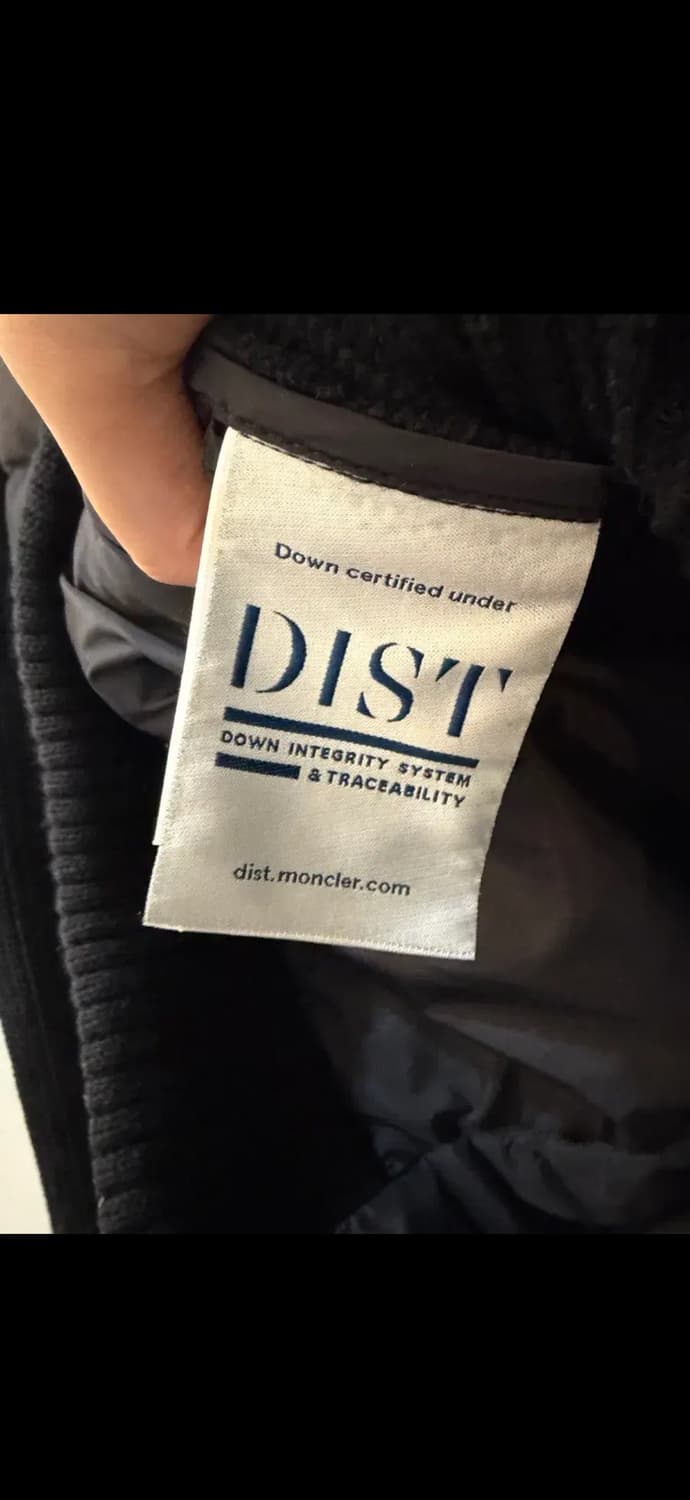 Down certified under
DIST
DOWN INTEGRITY SYSTEM
& TRACEABILITY
dist.moncler.com